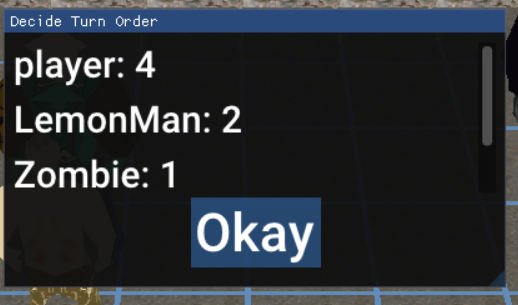 Decide Turn Order
player: 4
LemonMan: 2
Zombie: 1
Okay